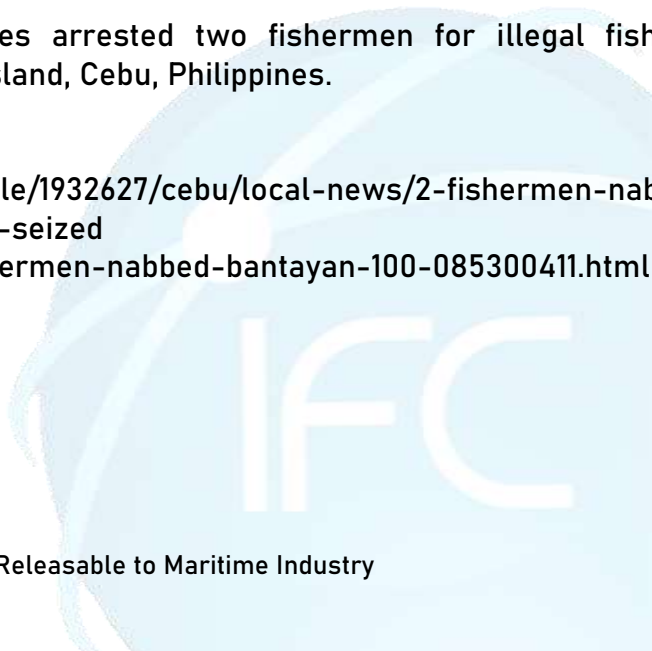 es arrested two fishermen for illegal fish
sland, Cebu, Philippines.
le/1932627/cebu/local-news/2-fishermen-nab
-seized
ermen-nabbed-bantayan-100-085300411.html
IFC
Releasable to Maritime Industry